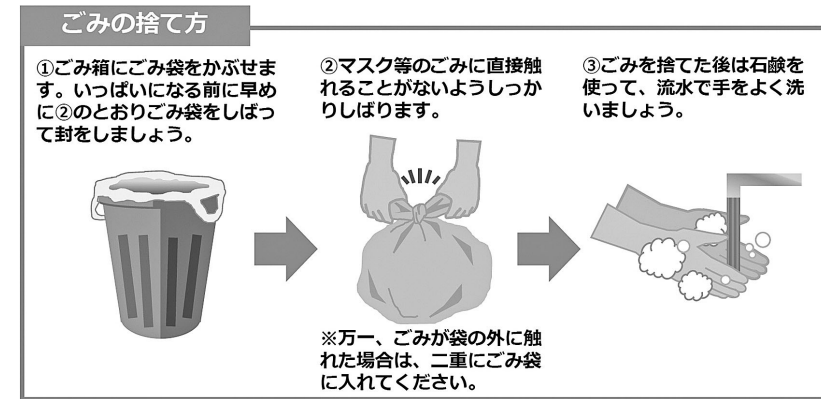 ごみの捨て方
①ごみ箱にごみ袋をかぶせま
す。いっぱいになる前に早め
に②のとおりごみ袋をしばっ
て封をしましょう。
②マスク等のごみに直接触
れることがないようしっか
りしばります。
※万一、ごみが袋の外に触
れた場合は、二重にごみ袋
に入れてください。
③ごみを捨てた後は石鹸を
使って、流水で手をよく洗
いましょう。